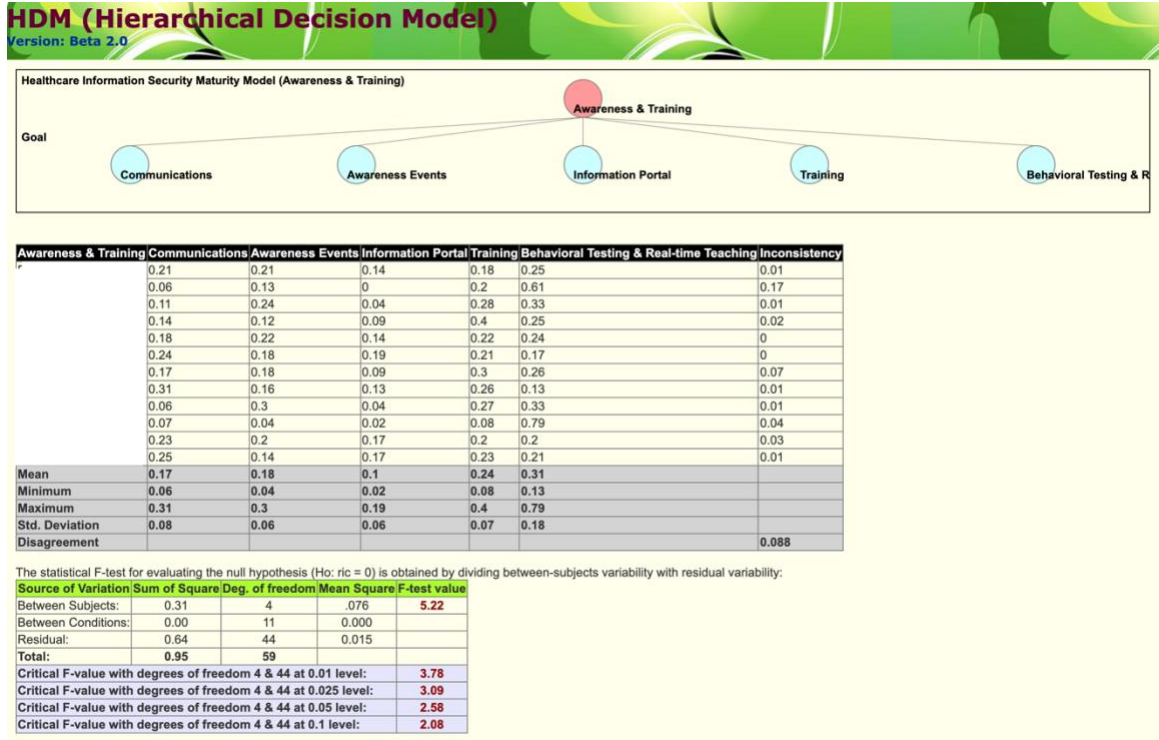 HDM (Hierarchical Decision Model)
Version: Beta 2.0
Healthcare Information Security Maturity Model (Awareness & Training)
Awareness & Training
Goal
Communications Awareness Events Information Portal Training Behavioral Testing & R
Awareness & Training Communications Awareness Events Information Portal Training Behavioral Testing & Real-time Teaching Inconsistency
0.21 0.21 0.14 0.18 0.25 0.01
0.06 0.13 0 0.2 0.61 0.17
0.11 0.24 0.04 0.28 0.33 0.01
0.14 0.12 0.09 0.4 0.25 0.02
0.18 0.22 0.14 0.22 0.24 0
0.24 0.18 0.19 0.21 0.17 0
0.17 0.18 0.09 0.3 0.26 0.07
0.31 0.16 0.13 0.26 0.13 0.01
0.06 0.3 0.04 0.27 0.33 0.01
0.07 0.04 0.02 0.08 0.79 0.04
0.23 0.2 0.17 0.2 0.2 0.03
0.25 0.14 0.17 0.23 0.21 0.01
Mean 0.17 0.18 0.1 0.24 0.31
Minimum 0.06 0.04 0.02 0.08 0.13
Maximum 0.31 0.3 0.19 0.4 0.79
Std. Deviation 0.08 0.06 0.06 0.07 0.18
Disagreement 0.088
The statistical F-test for evaluating the null hypothesis (Ho: ric = 0) is obtained by dividing between-subjects variability with residual variability:
Source of Variation Sum of Square Deg. of freedom Mean Square F-test value
Between Subjects: 0.31 4 .076 5.22
Between Conditions: 0.00 11 0.000
Residual: 0.64 44 0.015
Total: 0.95 59
Critical F-value with degrees of freedom 4 & 44 at 0.01 level: 3.78
Critical F-value with degrees of freedom 4 & 44 at 0.025 level: 3.09
Critical F-value with degrees of freedom 4 & 44 at 0.05 level: 2.58
Critical F-value with degrees of freedom 4 & 44 at 0.1 level: 2.08